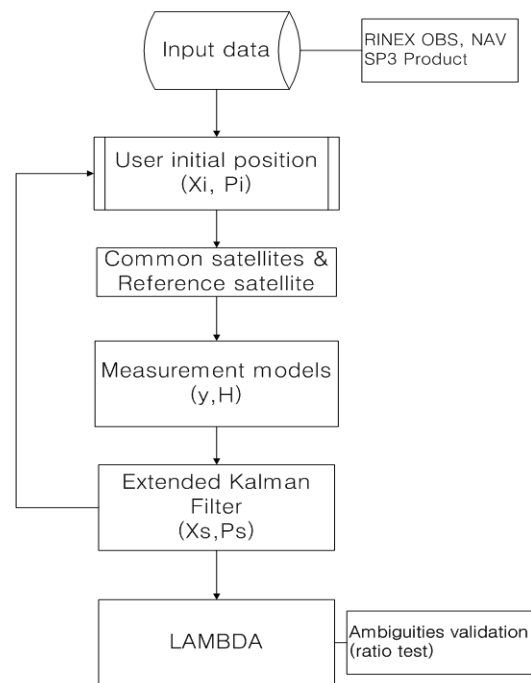 Input data
RINEX OBS, NAV
SP3 Product
User initial position
(Xi, Pi)
Common satellites &
Reference satellite
Measurement models
(y,H)
Extended Kalman
Filter
(Xs,Ps)
LAMBDA
Ambiguities validation
(ratio test)